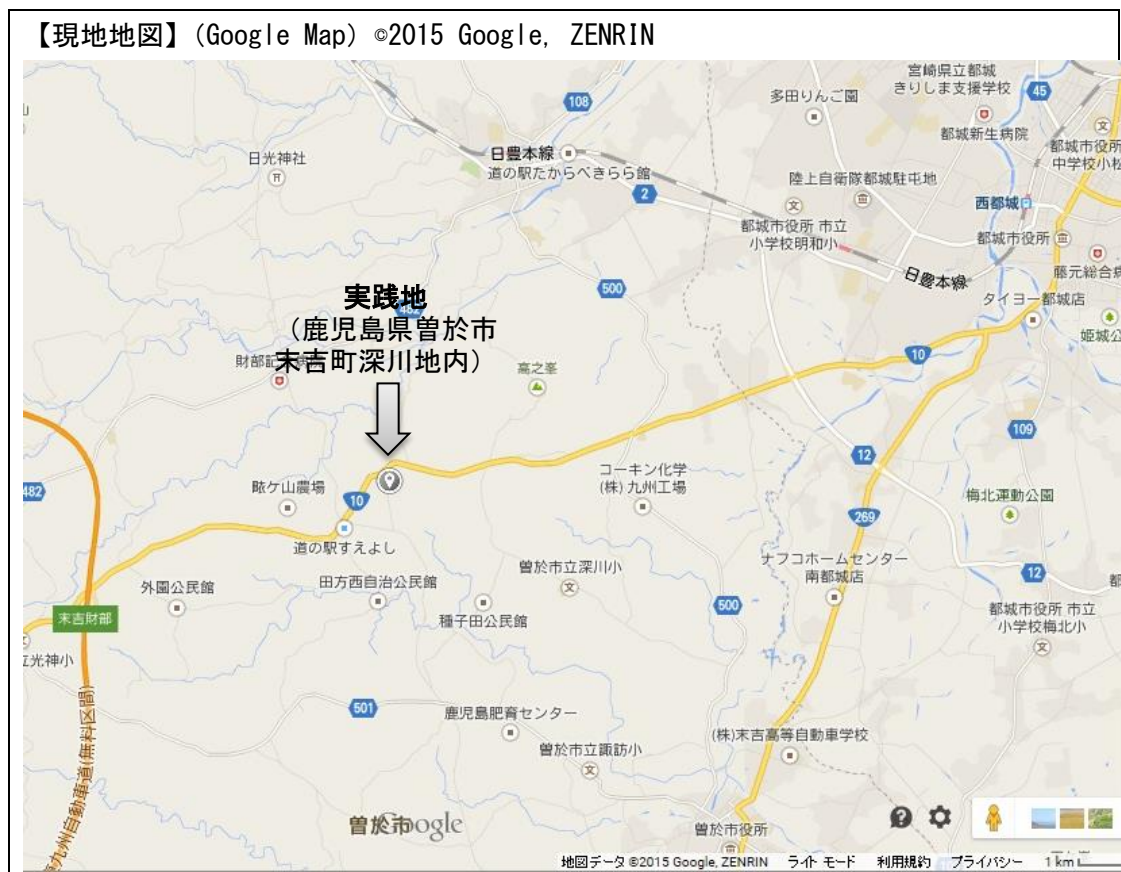 【現地地図】(Google Map) ©2015 Google, ZENRIN
宮崎県立都城
きりしま支援学校
108
多田りんご園
45
都城新生病院
都城市役所
中学校小松
日光神社
日豊本線
道の駅たからべきらら館
2
陸上自衛隊都城駐屯地
西都城
都城市役所 市立
小学校明和小
都城市役所
藤元総合病
日豊本線
500
タイヨー都城店
実践地
482
(鹿児島県曽於市
末吉町深川地内)
姫城公
財部記
病院
高之峯
10
109
12
コーキン化学
(株) 九州工場
482
畩ケ山農場
10
梅北運動公園
269
道の駅すえよし
ナフコホームセンター
南都城店
曽於市立深川小
12
外園公民館
田方西自治公民館
種子田公民館
500
都城市役所 市立
小学校梅北小
末吉財部
立光神小
501
鹿児島肥育センター
(株)末吉高等自動車学校
曽於市立諏訪小
九州自動車道(無料区間)
曽於市
Google
曽於市役所
地図データ ©2015 Google, ZENRIN ライト モード 利用規約 プライバシー 1 km